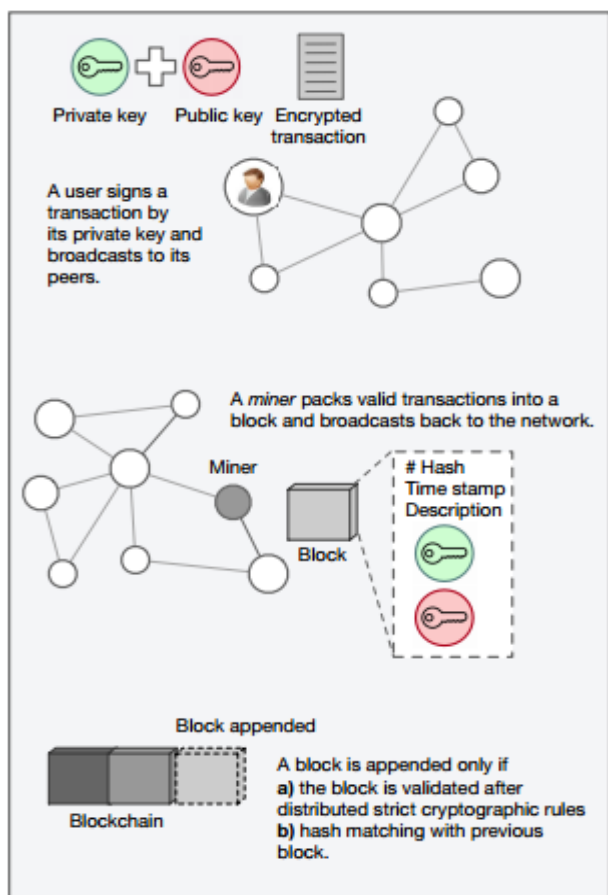 Private key
Public key
Encrypted
transaction
A user signs a
transaction by
its private key and
broadcasts to its
peers.
A miner packs valid transactions into a
block and broadcasts back to the network.
Miner
Block
# Hash
Time stamp
Description
Block appended
Blockchain
A block is appended only if
a) the block is validated after
distributed strict cryptographic rules
b) hash matching with previous
block.